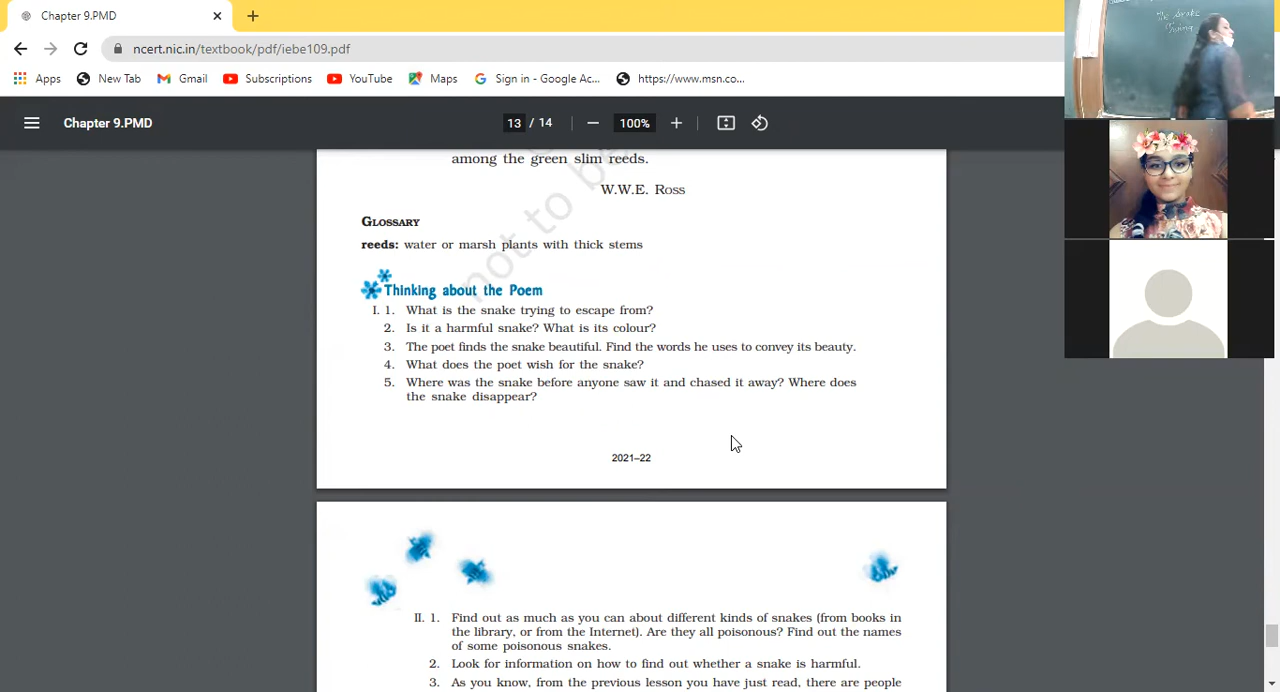 Chapter 9.PMD
ncert.nic.in/textbook/pdf/iebe109.pdf
Apps New Tab Gmail Subscriptions YouTube Maps Sign in - Google Ac... https://www.msn.co...
Chapter 9.PMD 13 / 14 100%
The Snake
Trying
among the green slim reeds.
W.W.E. Ross
not to be
Glossary
reeds: water or marsh plants with thick stems
Thinking about the Poem
I. 1. What is the snake trying to escape from?
2. Is it a harmful snake? What is its colour?
3. The poet finds the snake beautiful. Find the words he uses to convey its beauty.
4. What does the poet wish for the snake?
5. Where was the snake before anyone saw it and chased it away? Where does
the snake disappear?
2021–22
II. 1. Find out as much as you can about different kinds of snakes (from books in
the library, or from the Internet). Are they all poisonous? Find out the names
of some poisonous snakes.
2. Look for information on how to find out whether a snake is harmful.
3. As you know, from the previous lesson you have just read, there are people